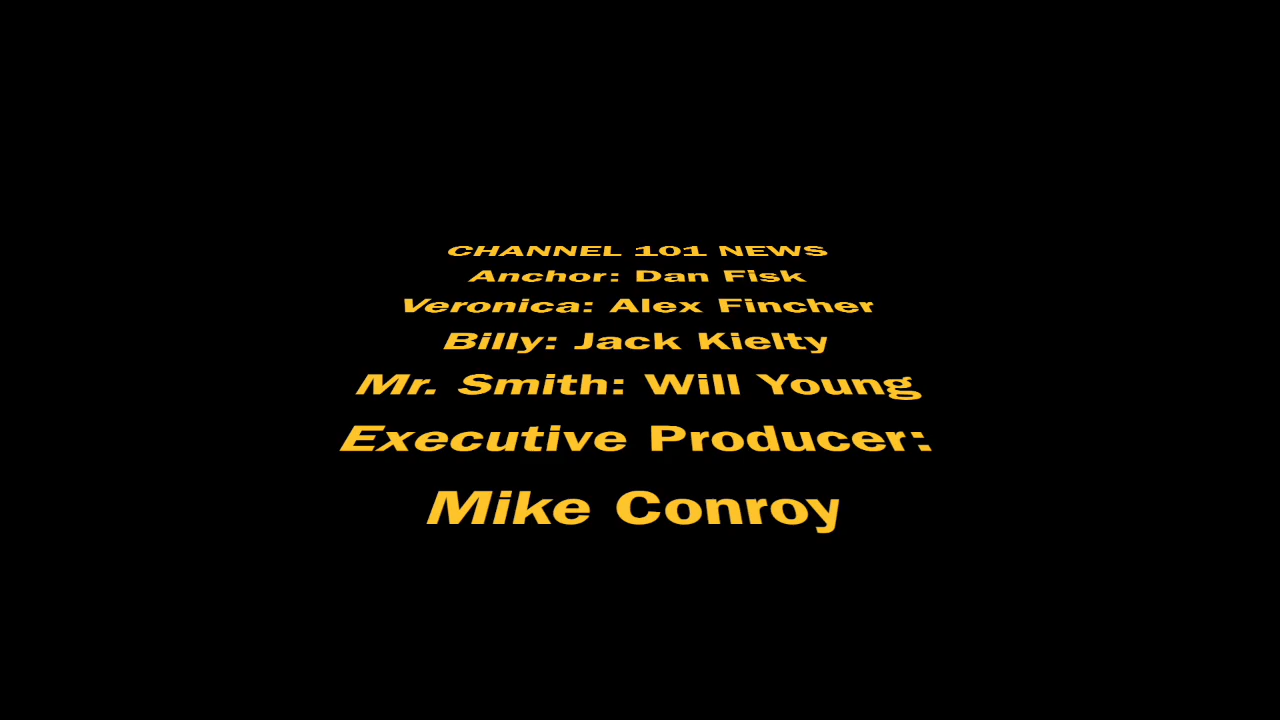 CHANNEL 101 NEWS
Anchor: Dan Fisk
Veronica: Alex Fincher
Billy: Jack Kielty
Mr. Smith: Will Young
Executive Producer:
Mike Conroy